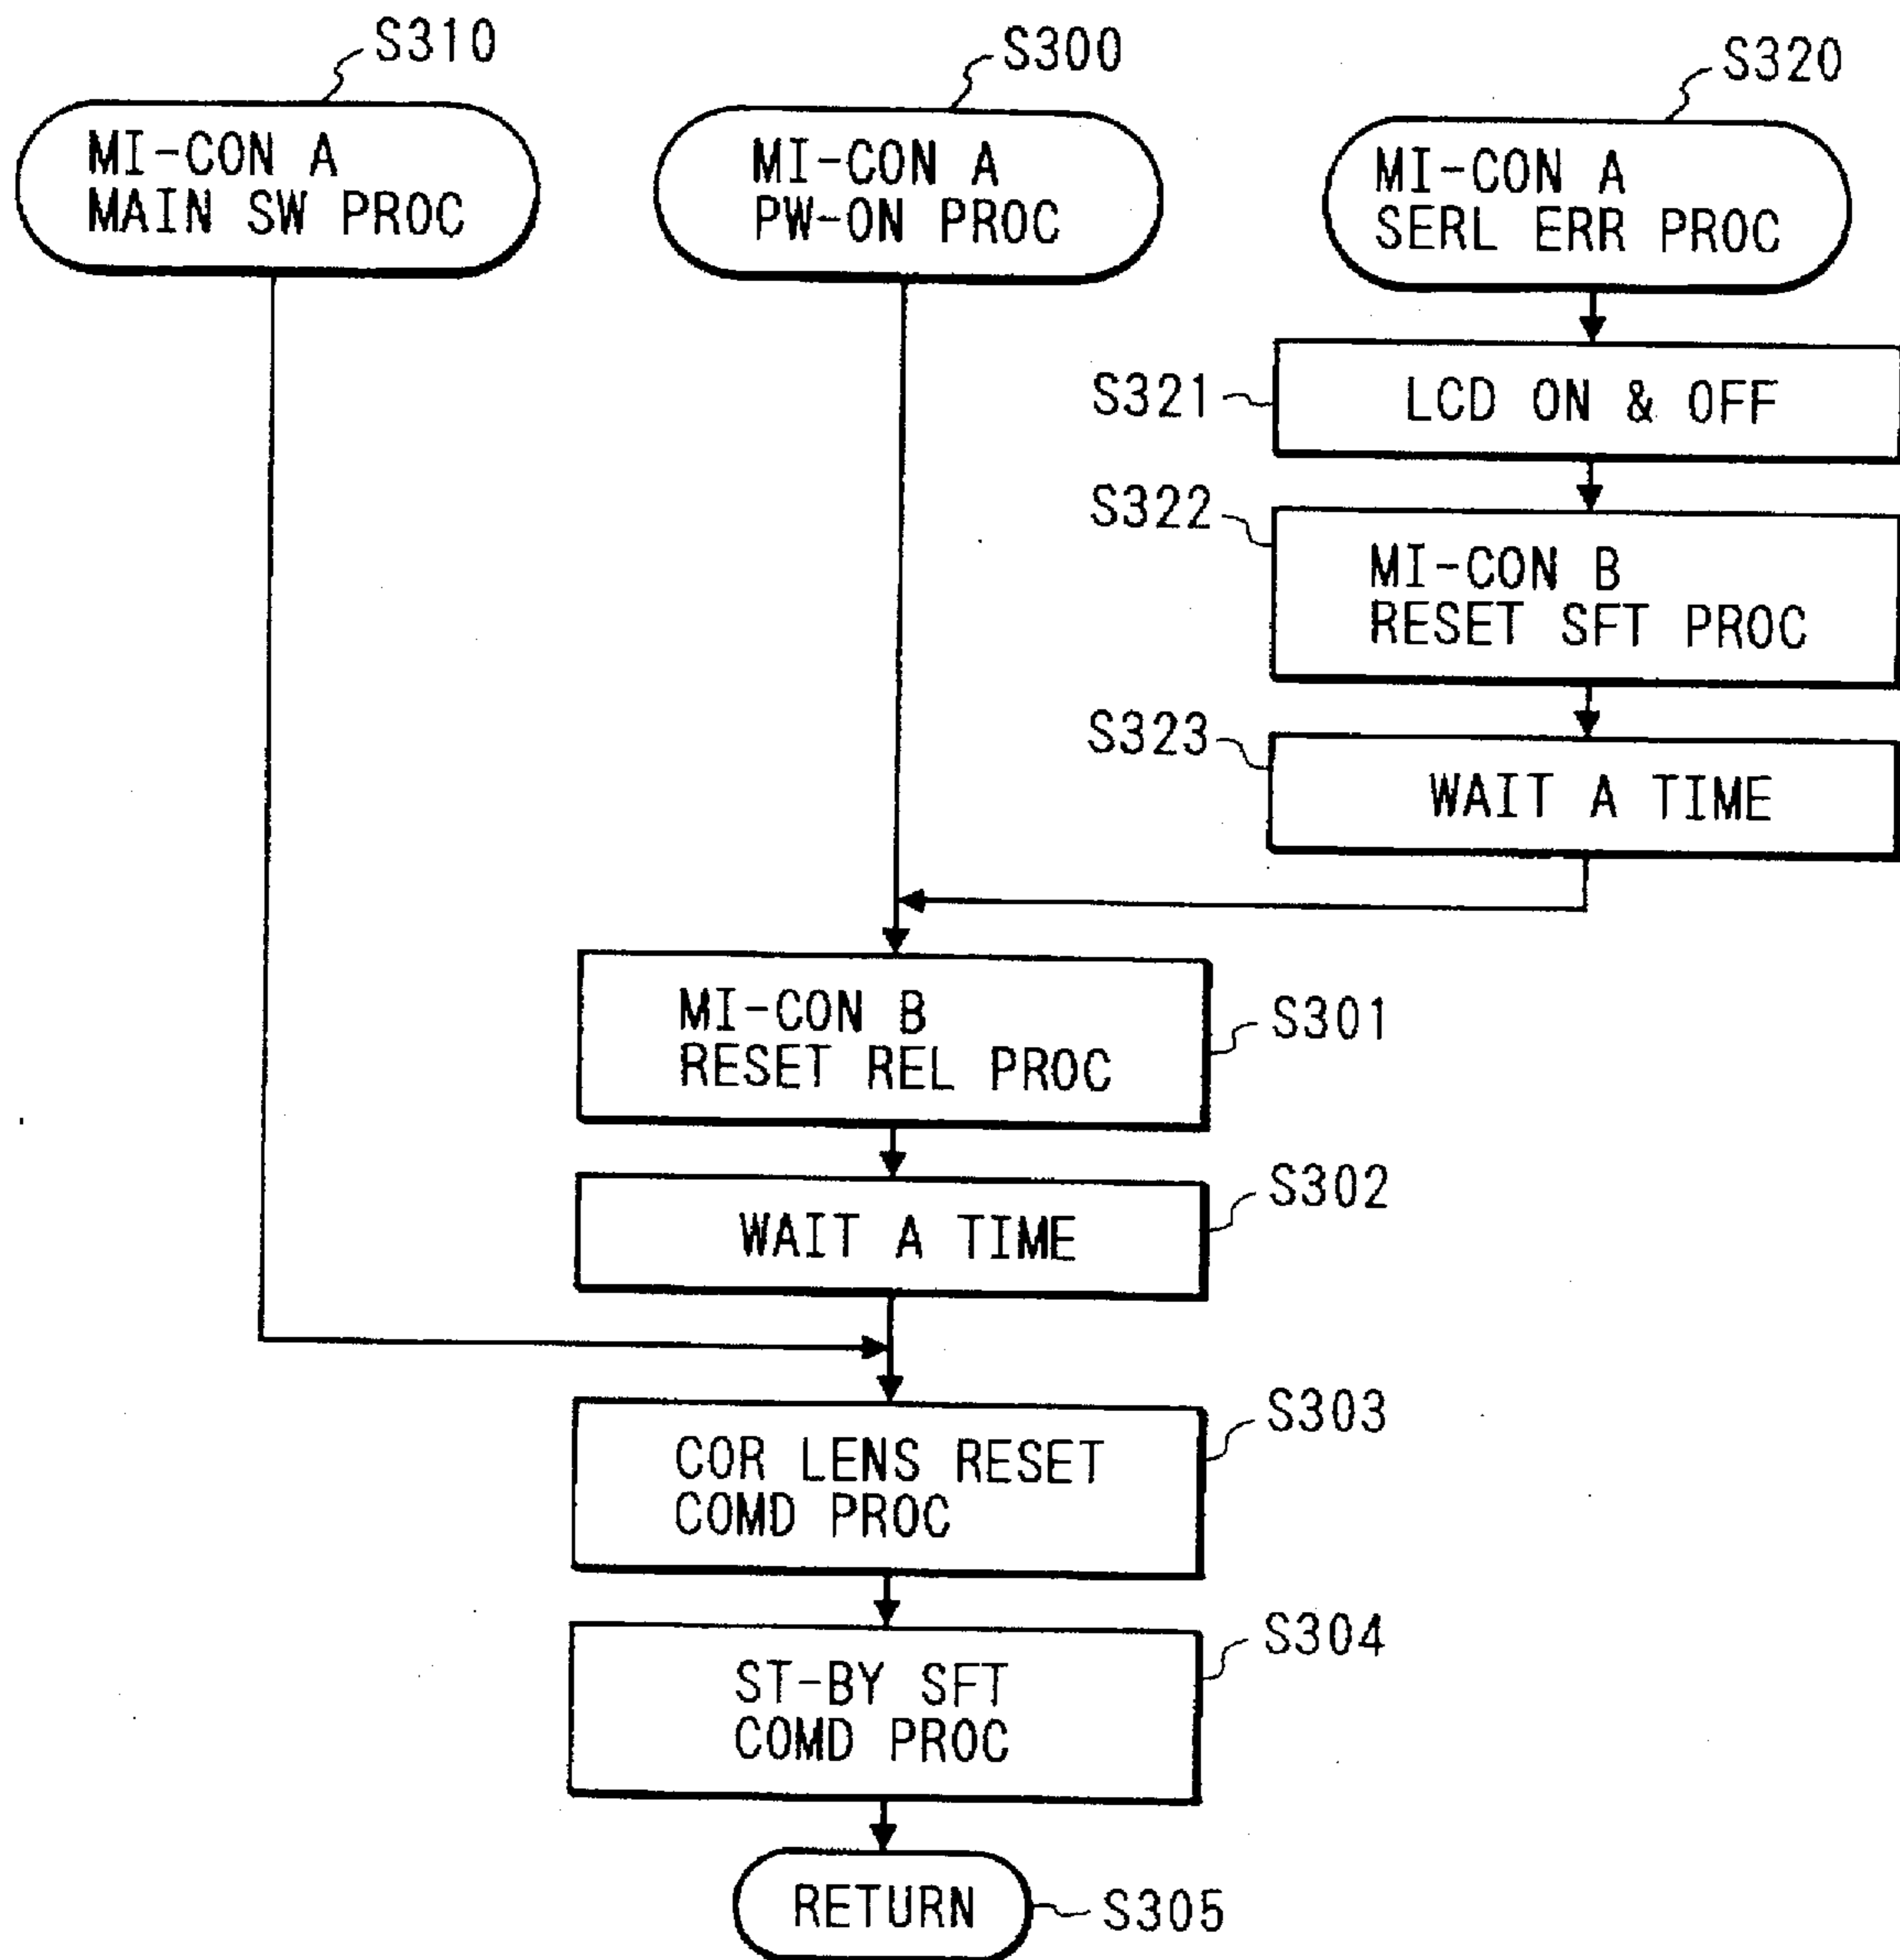 S310
MI-CON A
MAIN SW PROC
S300
MI-CON A
PW-ON PROC
S320
MI-CON A
SERL ERR PROC
S321
LCD ON & OFF
S322
MI-CON B
RESET SFT PROC
S323
WAIT A TIME
MI-CON B
RESET REL PROC
S301
WAIT A TIME
S302
COR LENS RESET
COMD PROC
S303
ST-BY SFT
COMD PROC
S304
RETURN
S305